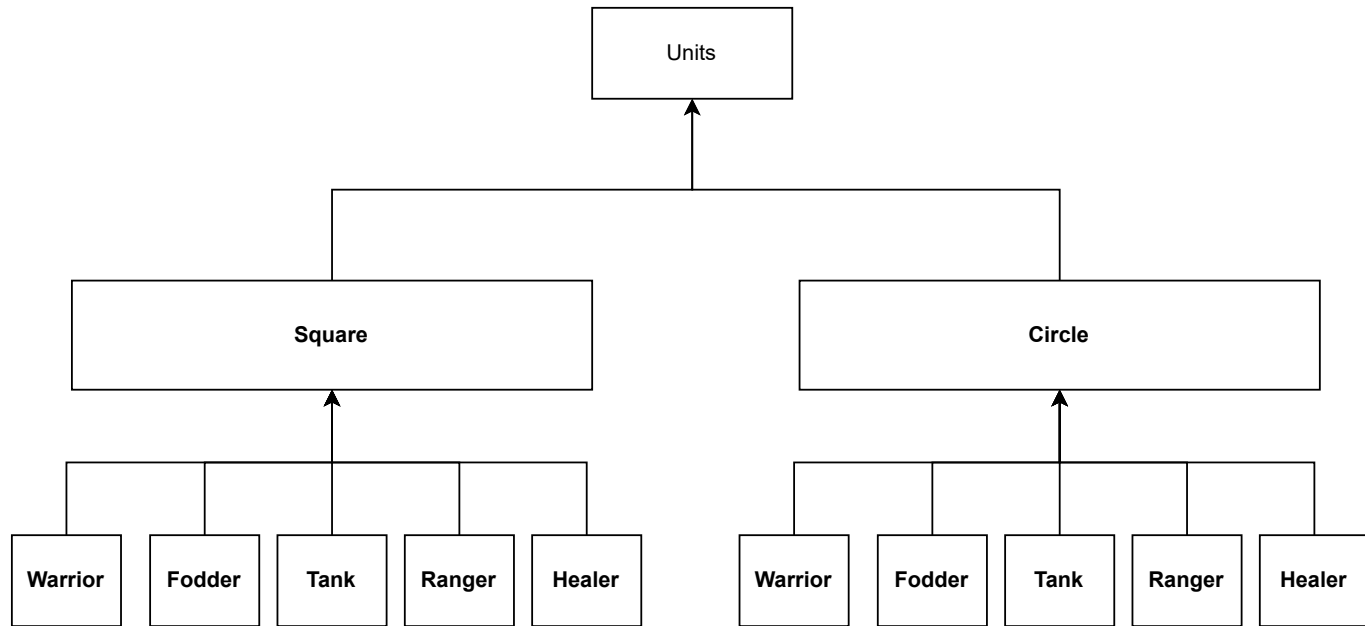 Units
Square
Circle
Warrior
Fodder
Tank
Ranger
Healer
Warrior
Fodder
Tank
Ranger
Healer